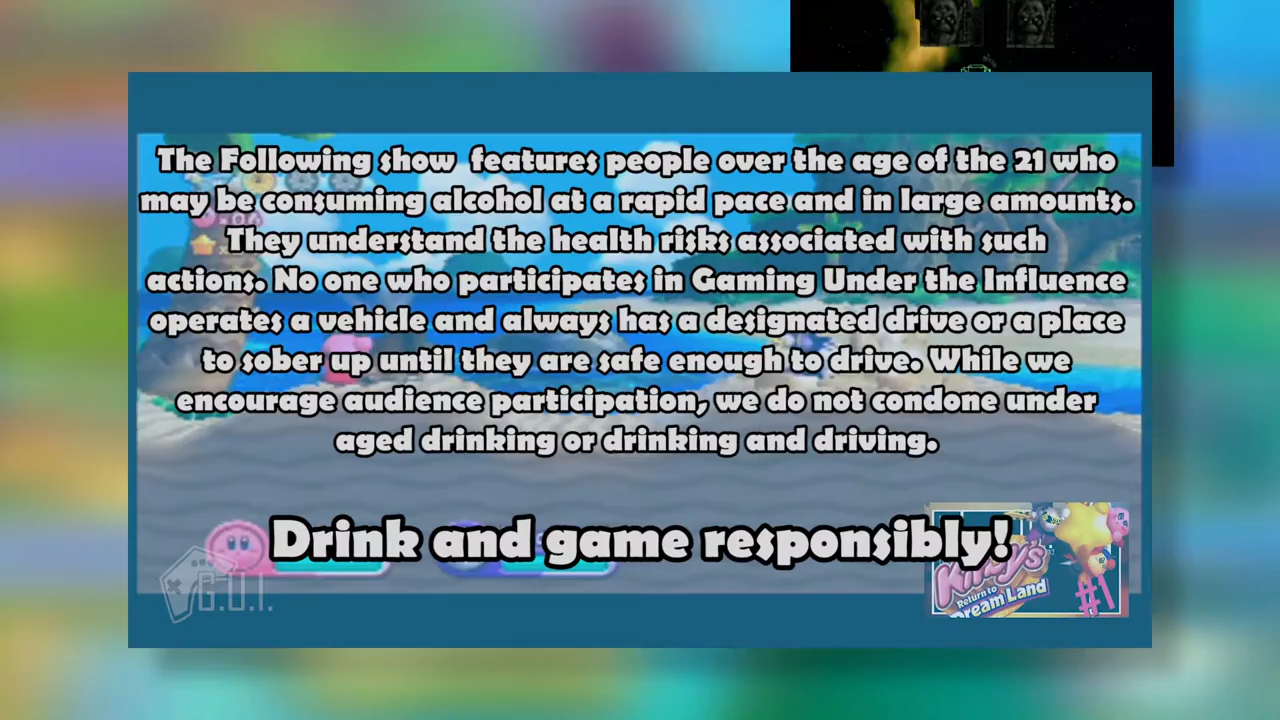 The Following show features people over the age of the 21 who
may be consuming alcohol at a rapid pace and in large amounts.
They understand the health risks associated with such
actions. No one who participates in Gaming Under the Influence
operates a vehicle and always has a designated drive or a place
to sober up until they are safe enough to drive. While we
encourage audience participation, we do not condone under
aged drinking or drinking and driving.
Drink and game responsibly!
G.U.I.
Kirby's
Return to
Dream Land
#1